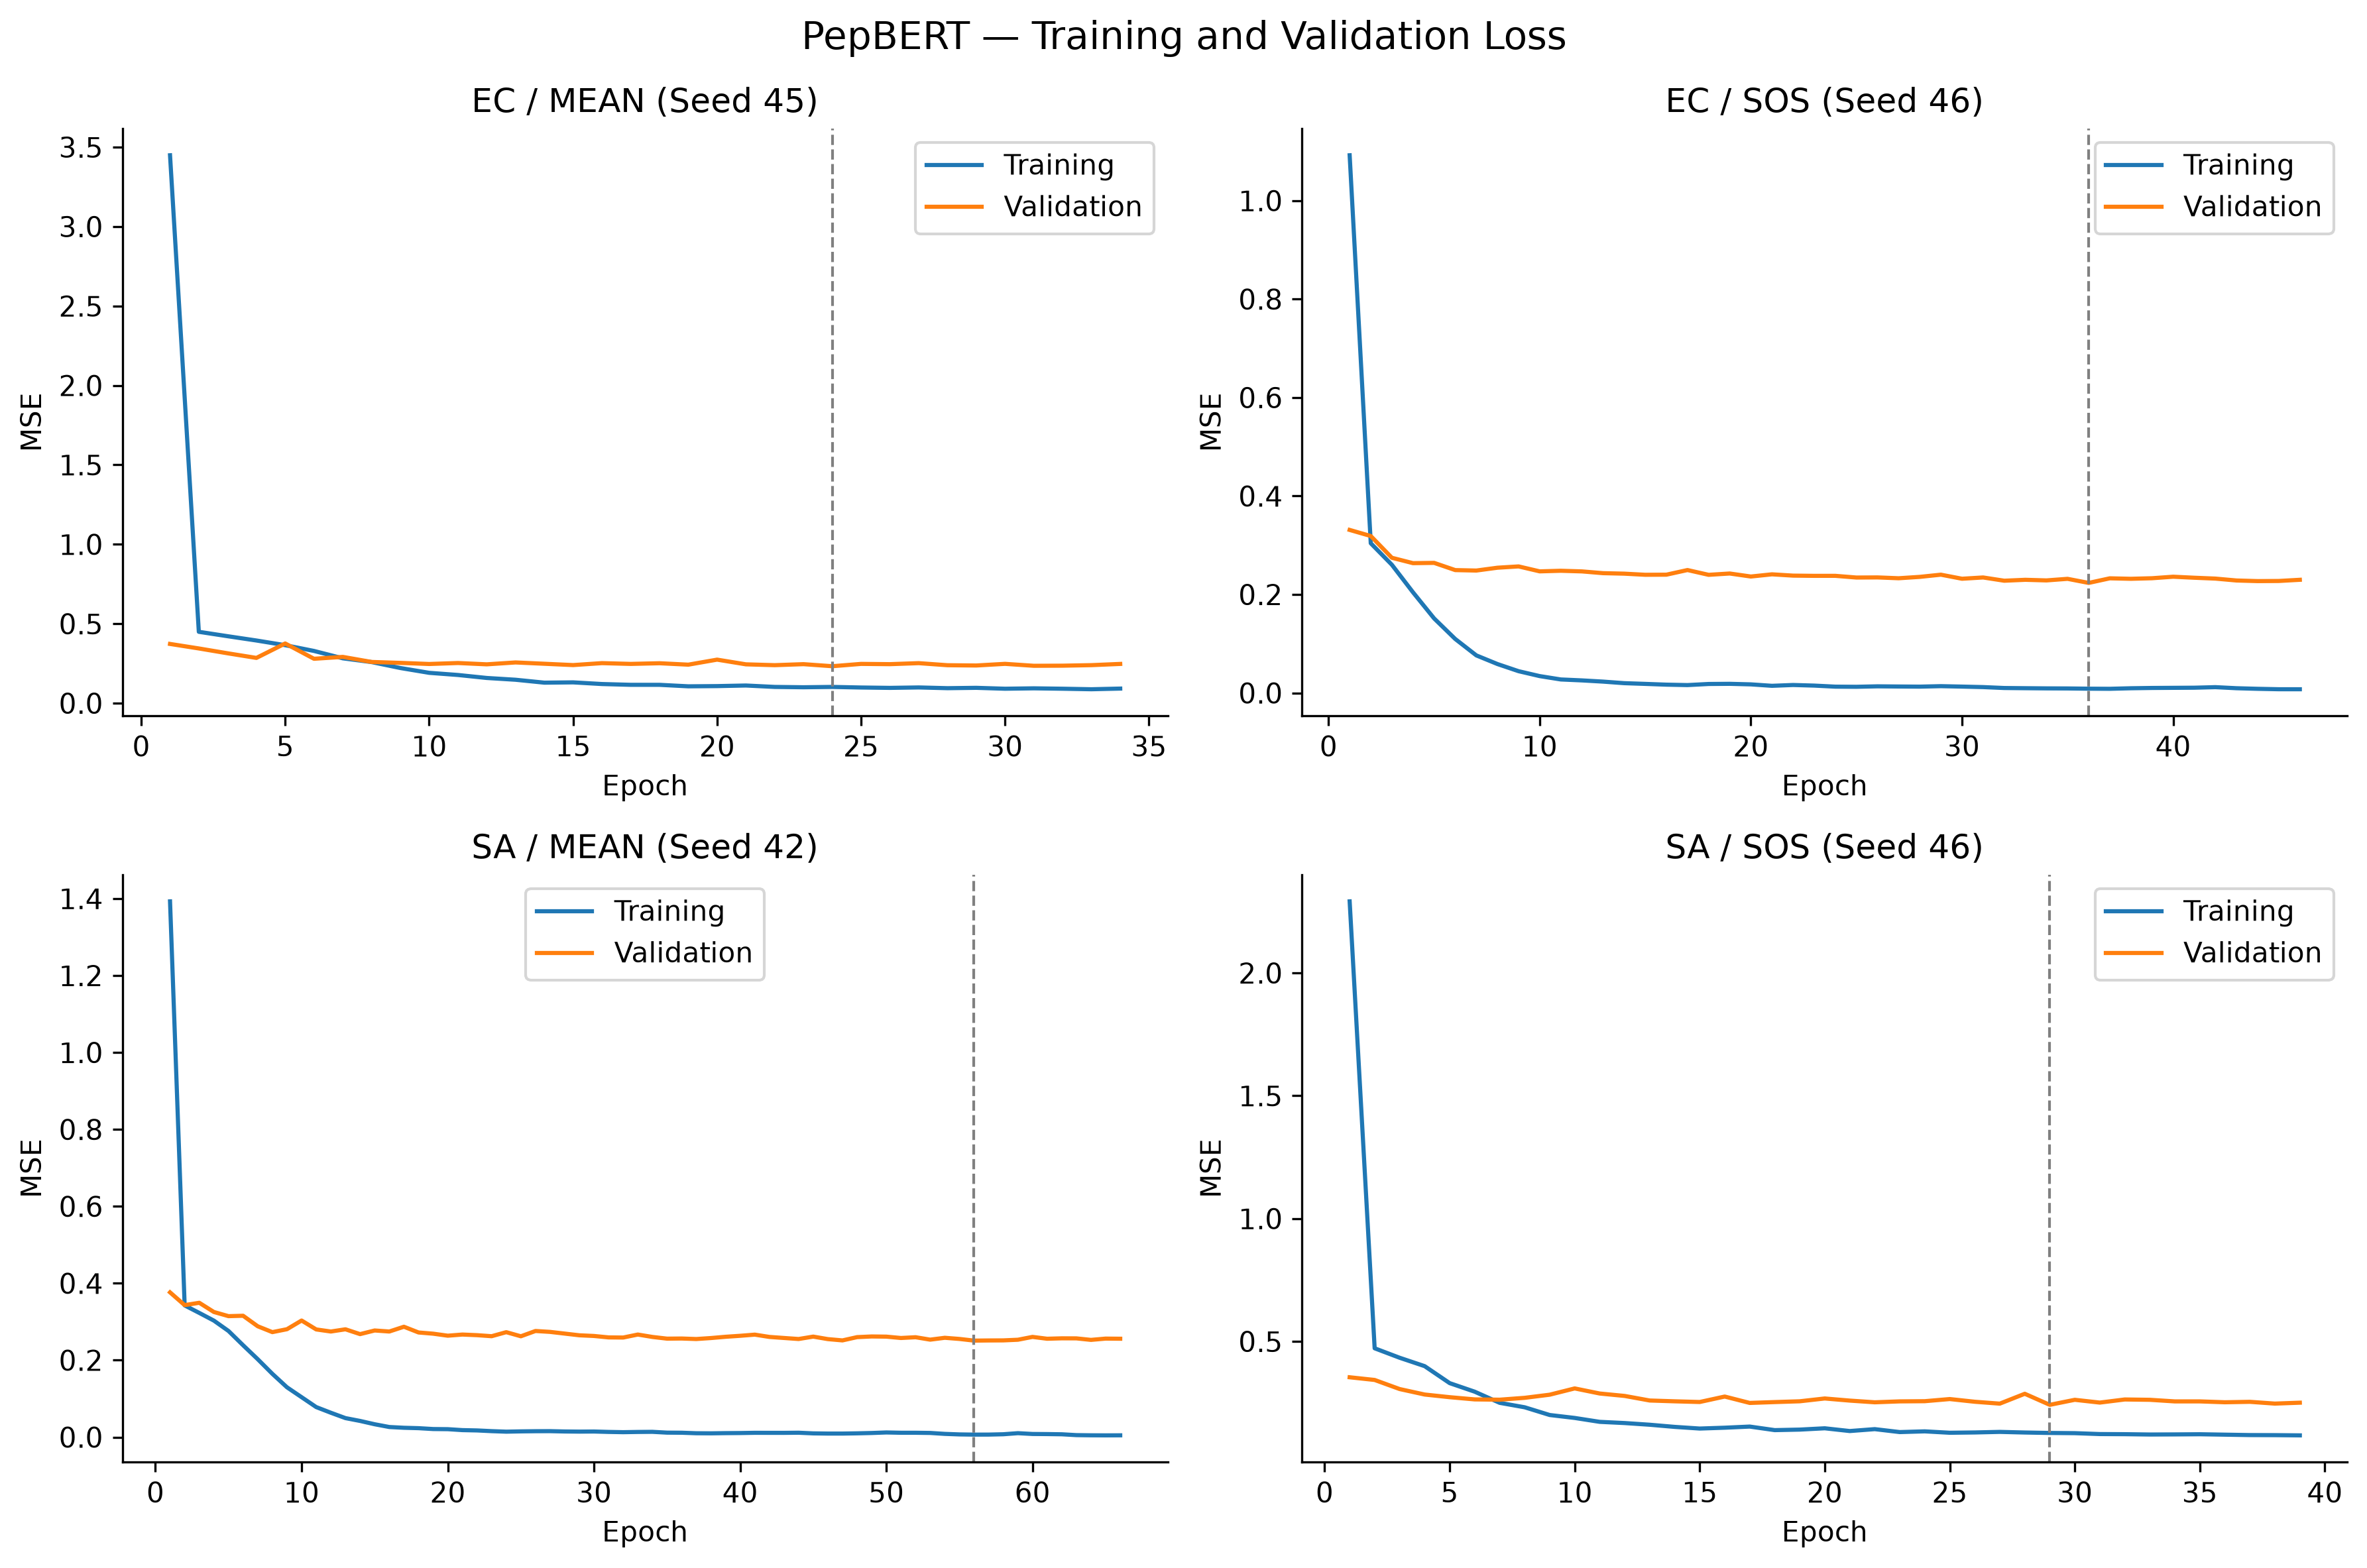 PepBERT — Training and Validation Loss
EC / MEAN (Seed 45)
3.5
3.0
2.5
2.0
1.5
1.0
0.5
0.0
MSE
0 5 10 15 20 25 30 35
Epoch
Training
Validation
EC / SOS (Seed 46)
1.0
0.8
0.6
0.4
0.2
0.0
MSE
0 10 20 30 40
Epoch
Training
Validation
SA / MEAN (Seed 42)
1.4
1.2
1.0
0.8
0.6
0.4
0.2
0.0
MSE
0 10 20 30 40 50 60
Epoch
Training
Validation
SA / SOS (Seed 46)
2.0
1.5
1.0
0.5
MSE
0 5 10 15 20 25 30 35 40
Epoch
Training
Validation